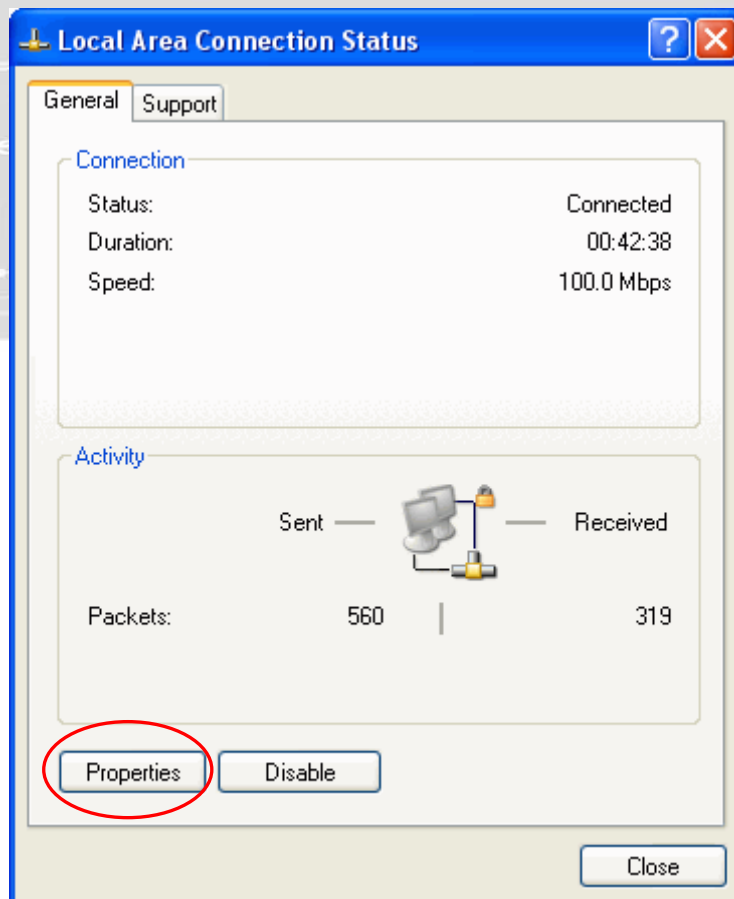 Local Area Connection Status
?
General Support
Connection
Status: Connected
Duration: 00:42:38
Speed: 100.0 Mbps
Activity
Sent Received
Packets: 560 319
Properties Disable
Close